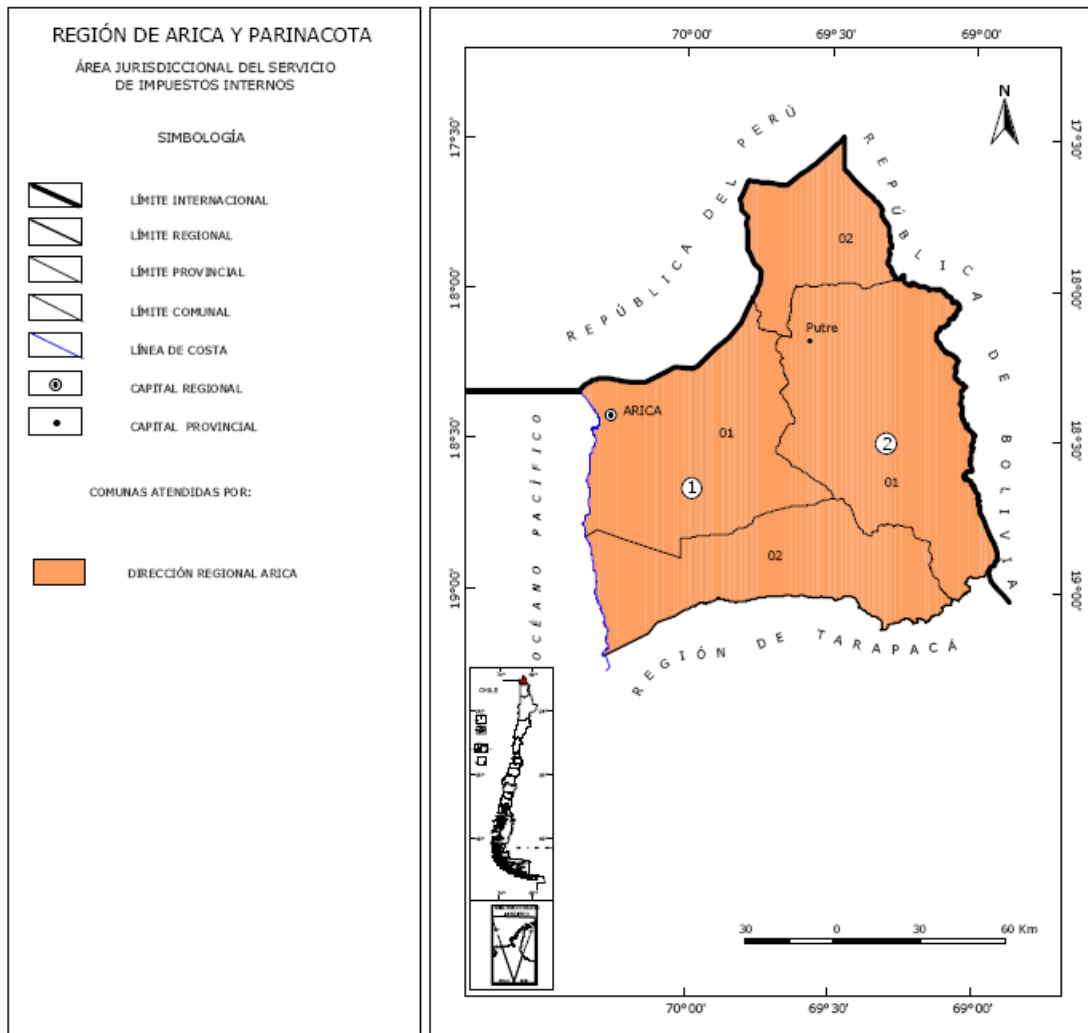 REGIÓN DE ARICA Y PARINACOTA
ÁREA JURISDICCIONAL DEL SERVICIO
DE IMPUESTOS INTERNOS
SIMBOLOGÍA
LÍMITE INTERNACIONAL
LÍMITE REGIONAL
LÍMITE PROVINCIAL
LÍMITE COMUNAL
LÍNEA DE COSTA
CAPITAL REGIONAL
CAPITAL PROVINCIAL
COMUNAS ATENDIDAS POR:
DIRECCIÓN REGIONAL ARICA
70°00' 69°30' 69°00'
N
17°30' 17°30'
REPÚBLICA DEL PERÚ
REPÚBLICA DE BOLIVIA
02
18°00' 18°00'
Putre
ARICA
01
18°30' 18°30'
2
01
1
OCÉANO PACÍFICO
02
19°00' 19°00'
REGIÓN DE TARAPACÁ
CHILE
30 0 30 60 Km
70°00' 69°30' 69°00'